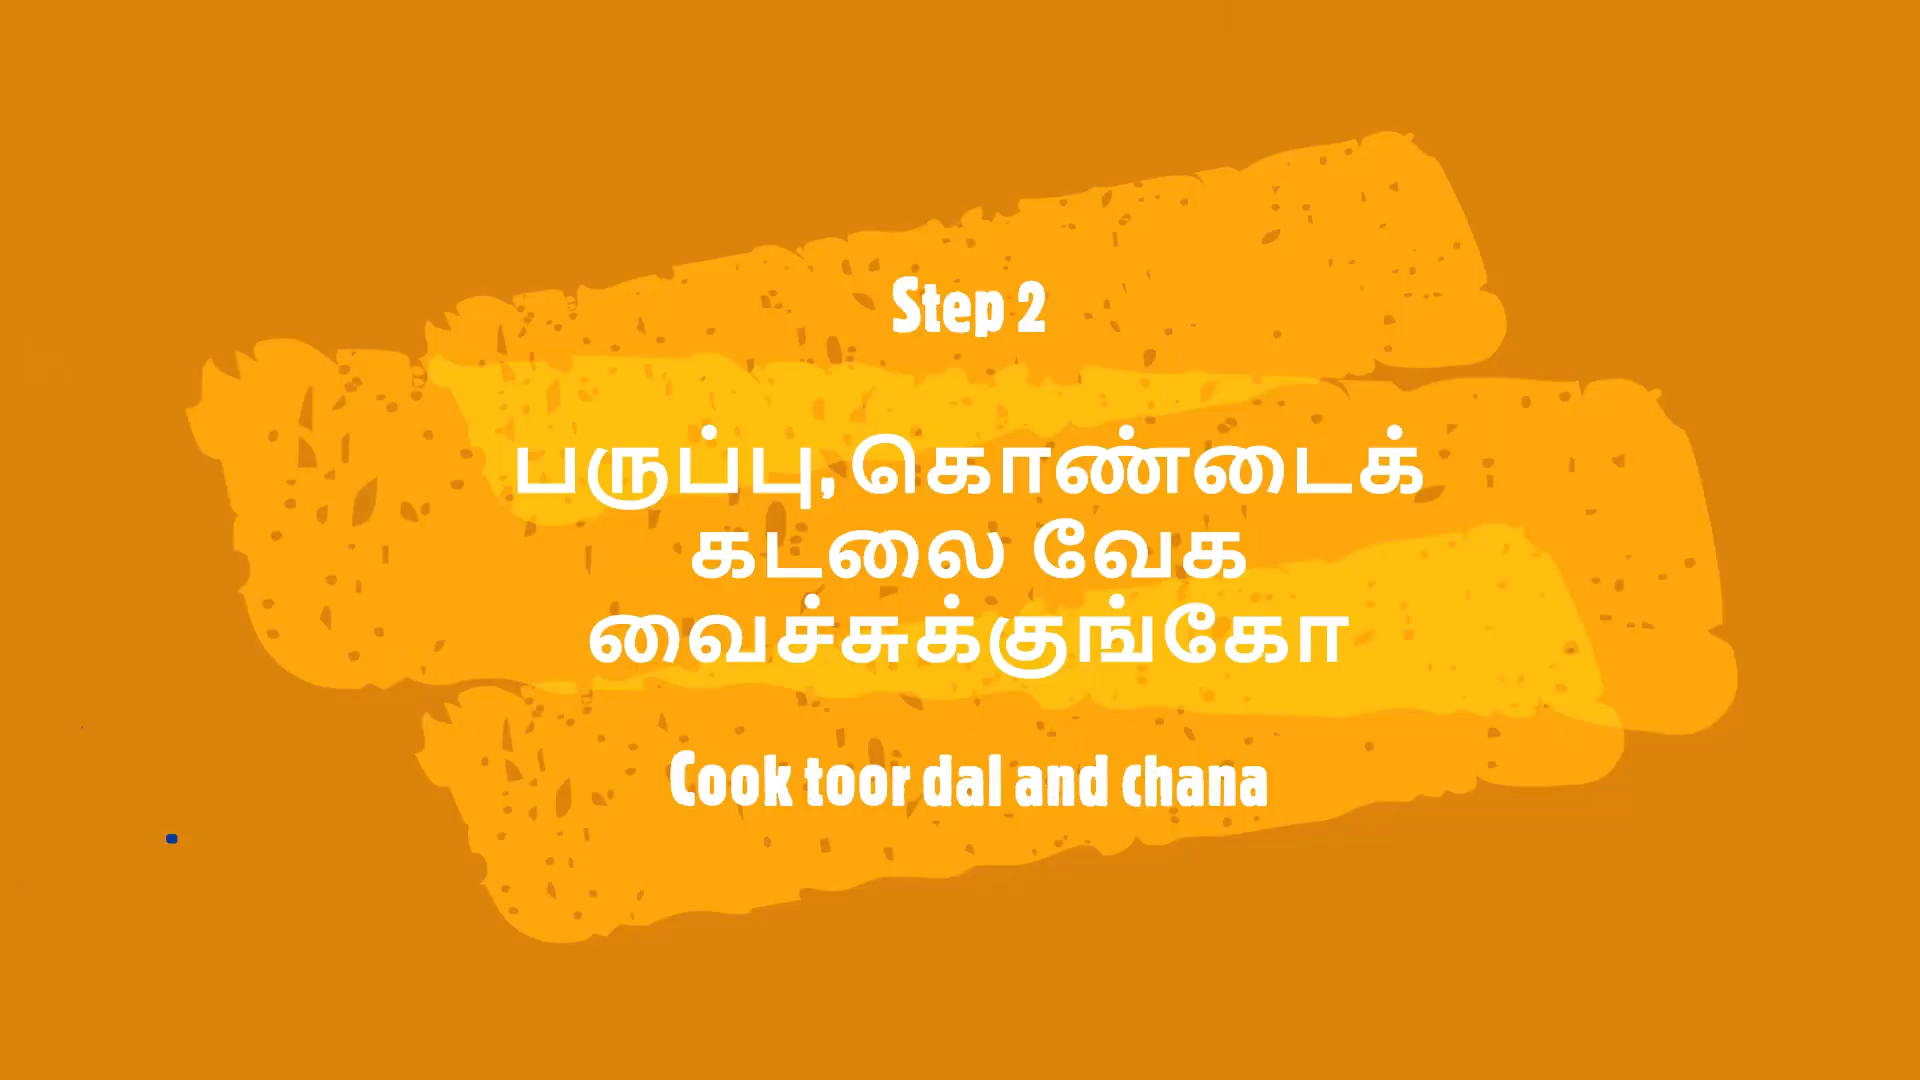 Step 2
பருப்பு,கொண்டைக்
கடலை வேக
வைச்சுக்குங்கோ
Cook toor dal and chana